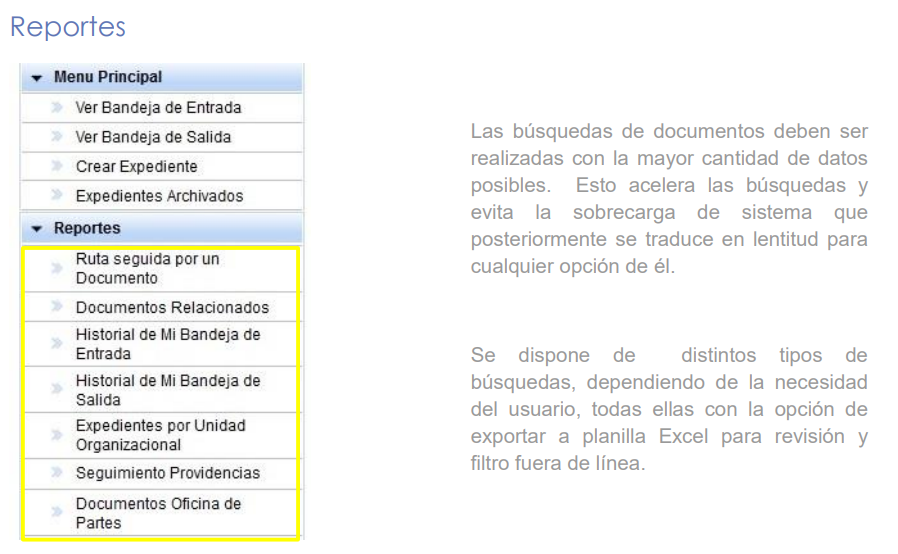 Reportes
Menu Principal
Ver Bandeja de Entrada
Ver Bandeja de Salida
Crear Expediente
Expedientes Archivados
Reportes
Ruta seguida por un
Documento
Documentos Relacionados
Historial de Mi Bandeja de
Entrada
Historial de Mi Bandeja de
Salida
Expedientes por Unidad
Organizacional
Seguimiento Providencias
Documentos Oficina de
Partes
Las búsquedas de documentos deben ser
realizadas con la mayor cantidad de datos
posibles. Esto acelera las búsquedas y
evita la sobrecarga de sistema que
posteriormente se traduce en lentitud para
cualquier opción de él.
Se dispone de distintos tipos de
búsquedas, dependiendo de la necesidad
del usuario, todas ellas con la opción de
exportar a planilla Excel para revisión y
filtro fuera de línea.